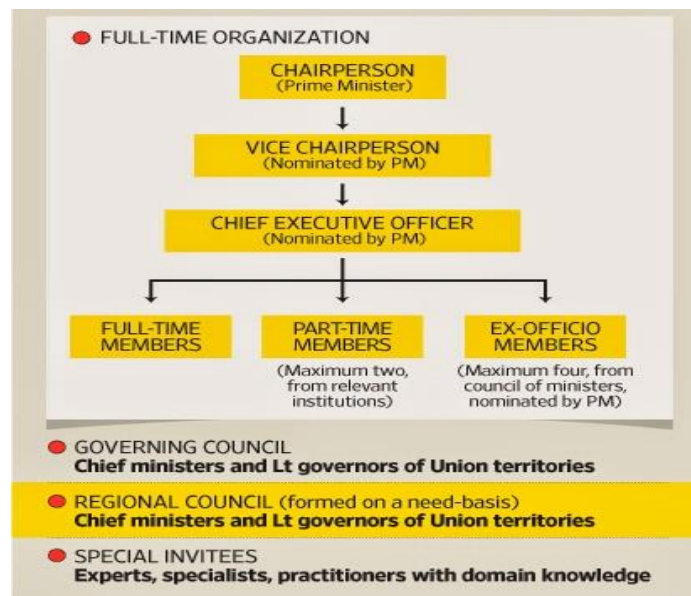 FULL-TIME ORGANIZATION
CHAIRPERSON
(Prime Minister)
VICE CHAIRPERSON
(Nominated by PM)
CHIEF EXECUTIVE OFFICER
(Nominated by PM)
FULL-TIME
MEMBERS
PART-TIME
MEMBERS
(Maximum two,
from relevant
institutions)
EX-OFFICIO
MEMBERS
(Maximum four, from
council of ministers,
nominated by PM)
GOVERNING COUNCIL
Chief ministers and Lt governors of Union territories
REGIONAL COUNCIL (formed on a need-basis)
Chief ministers and Lt governors of Union territories
SPECIAL INVITEES
Experts, specialists, practitioners with domain knowledge